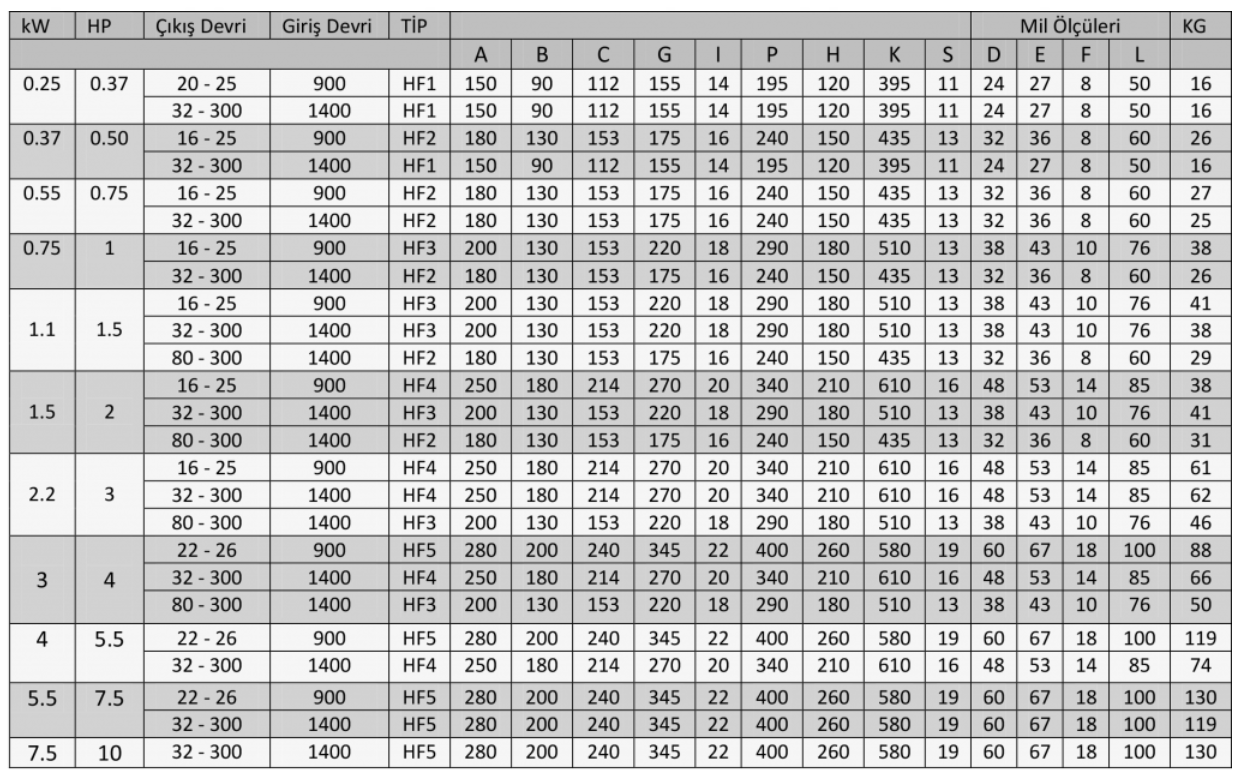 kW HP Çıkış Devri Giriş Devri TİP Mil Ölçüleri KG
A B C G I P H K S D E F L
0.25 0.37 20 - 25 900 HF1 150 90 112 155 14 195 120 395 11 24 27 8 50 16
32 - 300 1400 HF1 150 90 112 155 14 195 120 395 11 24 27 8 50 16
0.37 0.50 16 - 25 900 HF2 180 130 153 175 16 240 150 435 13 32 36 8 60 26
32 - 300 1400 HF1 150 90 112 155 14 195 120 395 11 24 27 8 50 16
0.55 0.75 16 - 25 900 HF2 180 130 153 175 16 240 150 435 13 32 36 8 60 27
32 - 300 1400 HF2 180 130 153 175 16 240 150 435 13 32 36 8 60 25
0.75 1 16 - 25 900 HF3 200 130 153 220 18 290 180 510 13 38 43 10 76 38
32 - 300 1400 HF2 180 130 153 175 16 240 150 435 13 32 36 8 60 26
16 - 25 900 HF3 200 130 153 220 18 290 180 510 13 38 43 10 76 41
1.1 1.5 32 - 300 1400 HF3 200 130 153 220 18 290 180 510 13 38 43 10 76 38
80 - 300 1400 HF2 180 130 153 175 16 240 150 435 13 32 36 8 60 29
16 - 25 900 HF4 250 180 214 270 20 340 210 610 16 48 53 14 85 38
1.5 2 32 - 300 1400 HF3 200 130 153 220 18 290 180 510 13 38 43 10 76 41
80 - 300 1400 HF2 180 130 153 175 16 240 150 435 13 32 36 8 60 31
16 - 25 900 HF4 250 180 214 270 20 340 210 610 16 48 53 14 85 61
2.2 3 32 - 300 1400 HF4 250 180 214 270 20 340 210 610 16 48 53 14 85 62
80 - 300 1400 HF3 200 130 153 220 18 290 180 510 13 38 43 10 76 46
22 - 26 900 HF5 280 200 240 345 22 400 260 580 19 60 67 18 100 88
3 4 32 - 300 1400 HF4 250 180 214 270 20 340 210 610 16 48 53 14 85 66
80 - 300 1400 HF3 200 130 153 220 18 290 180 510 13 38 43 10 76 50
4 5.5 22 - 26 900 HF5 280 200 240 345 22 400 260 580 19 60 67 18 100 119
32 - 300 1400 HF4 250 180 214 270 20 340 210 610 16 48 53 14 85 74
5.5 7.5 22 - 26 900 HF5 280 200 240 345 22 400 260 580 19 60 67 18 100 130
32 - 300 1400 HF5 280 200 240 345 22 400 260 580 19 60 67 18 100 119
7.5 10 32 - 300 1400 HF5 280 200 240 345 22 400 260 580 19 60 67 18 100 130